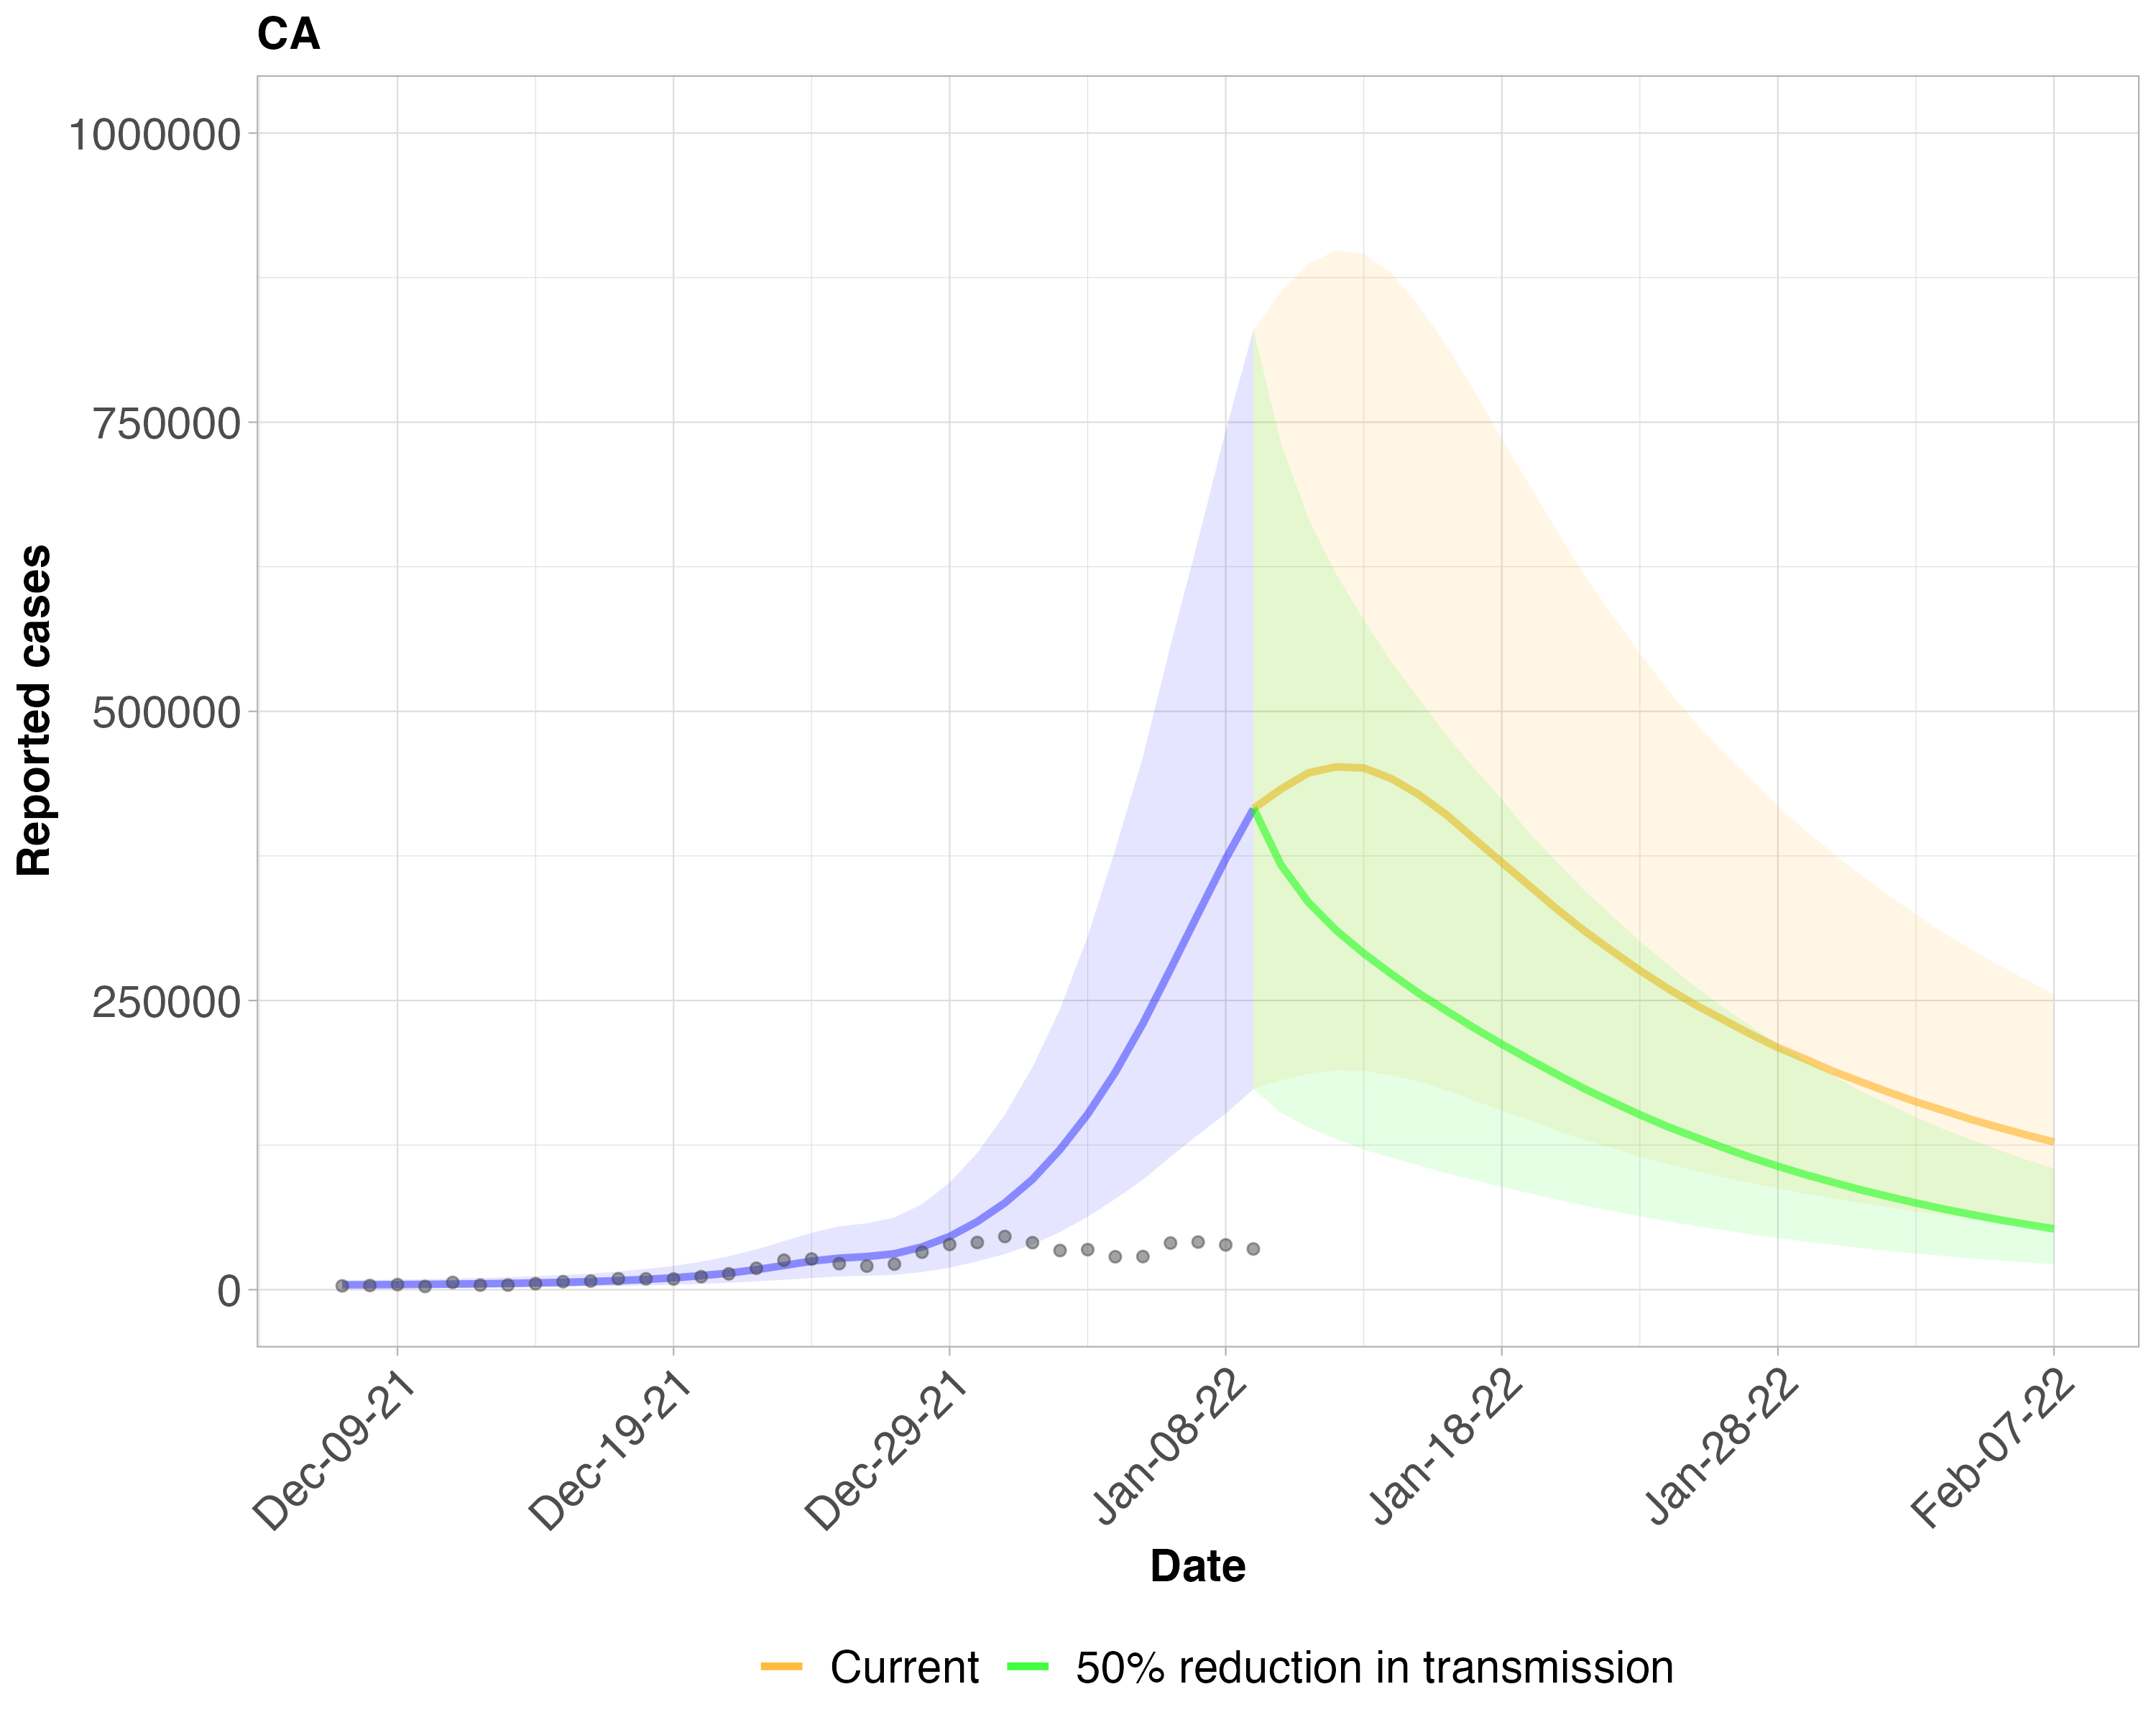 CA
1000000
750000
500000
250000
0
Reported cases
Dec-09-21
Dec-19-21
Dec-29-21
Jan-08-22
Jan-18-22
Jan-28-22
Feb-07-22
Date
Current
50% reduction in transmission